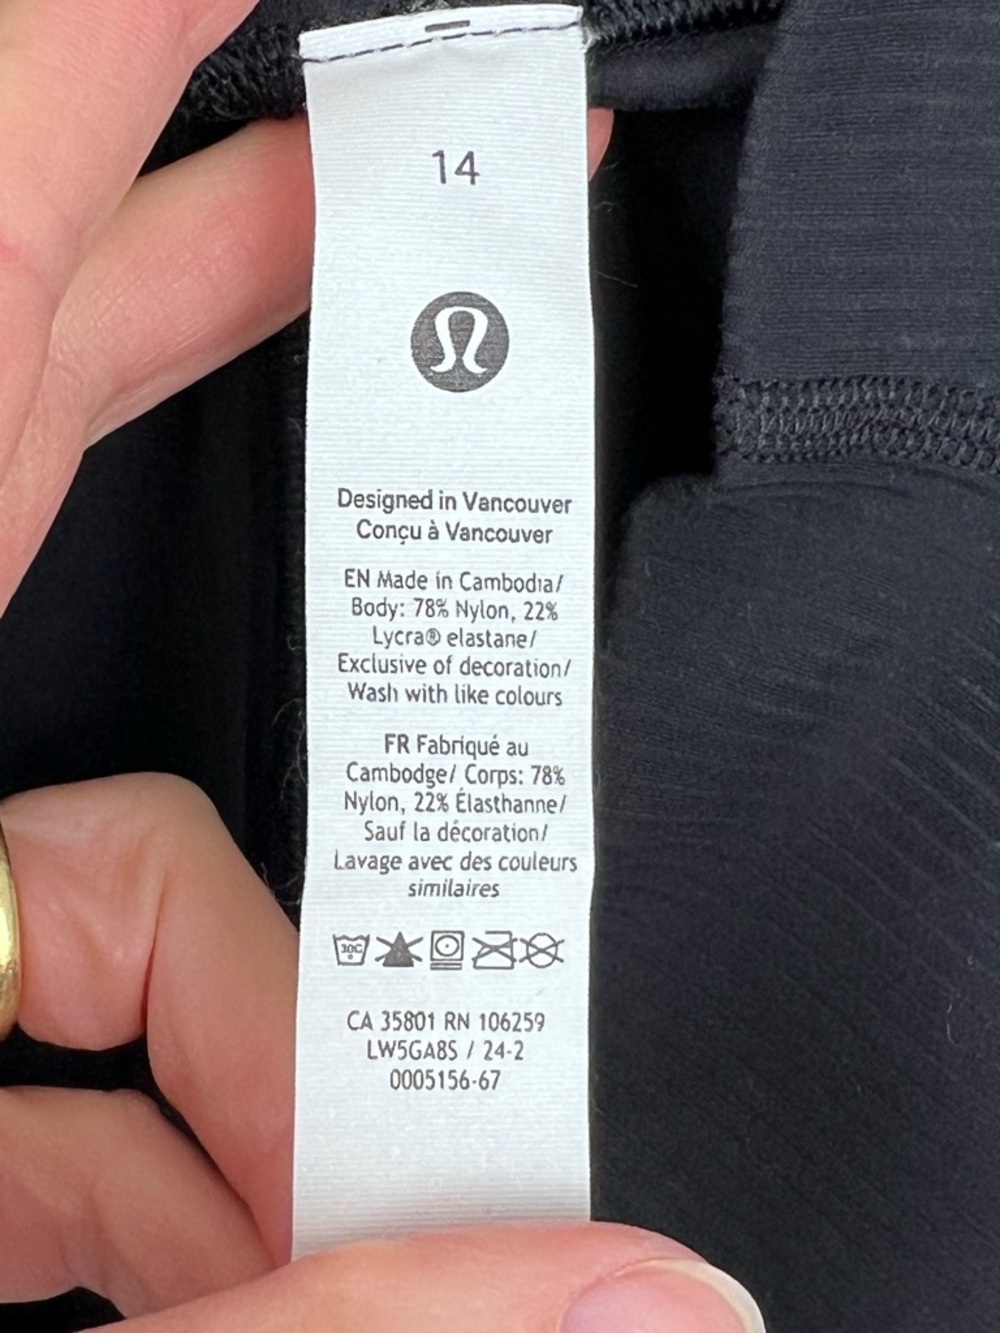 14
Designed in Vancouver
Conçu à Vancouver
EN Made in Cambodia/
Body: 78% Nylon, 22%
Lycra® elastane/
Exclusive of decoration/
Wash with like colours
FR Fabriqué au
Cambodge/ Corps: 78%
Nylon, 22% Élasthanne/
Sauf la décoration/
Lavage avec des couleurs
similaires
30C
CA 35801 RN 106259
LW5GA8S / 24-2
0005156-67